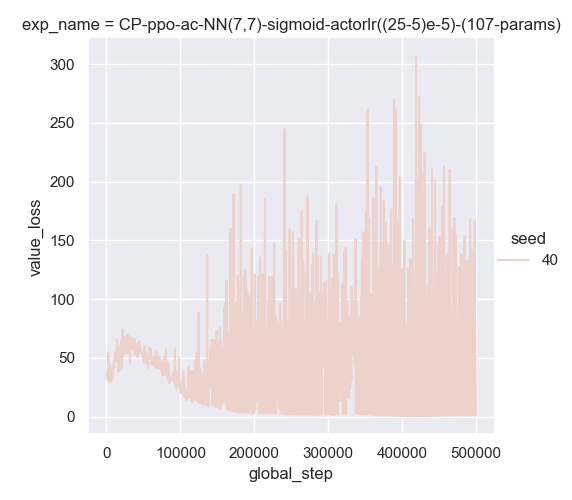 exp_name = CP-ppo-ac-NN(7,7)-sigmoid-actorlr((25-5)e-5)-(107-params)
300
250
200
150
100
50
0
value_loss
seed
40
0 100000 200000 300000 400000 500000
global_step